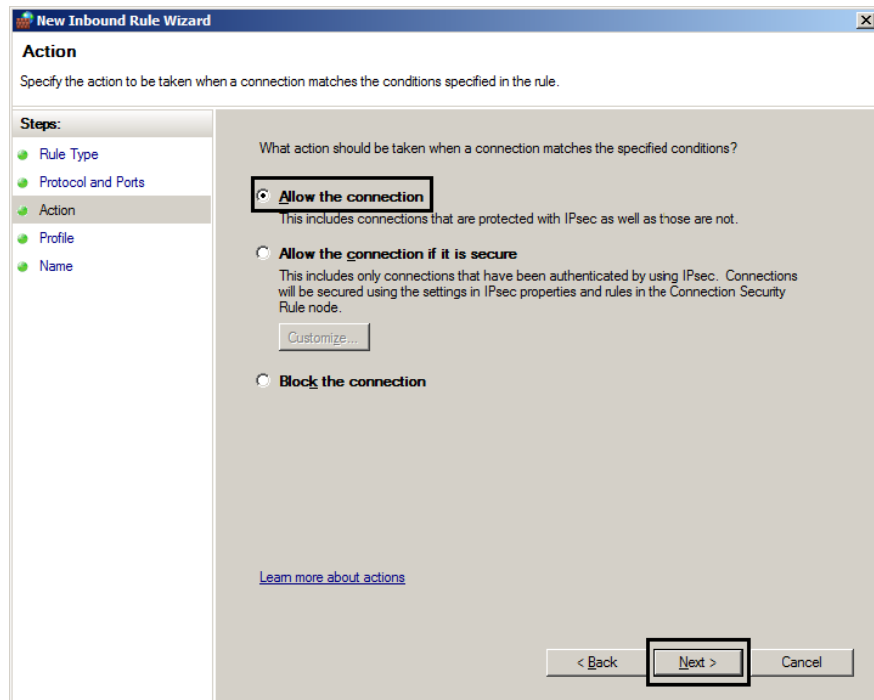 New Inbound Rule Wizard
Action
Specify the action to be taken when a connection matches the conditions specified in the rule.
Steps:
Rule Type
Protocol and Ports
Action
Profile
Name
What action should be taken when a connection matches the specified conditions?
Allow the connection
This includes connections that are protected with IPsec as well as those are not.
Allow the connection if it is secure
This includes only connections that have been authenticated by using IPsec. Connections
will be secured using the settings in IPsec properties and rules in the Connection Security
Rule node.
Customize...
Block the connection
Learn more about actions
< Back
Next >
Cancel